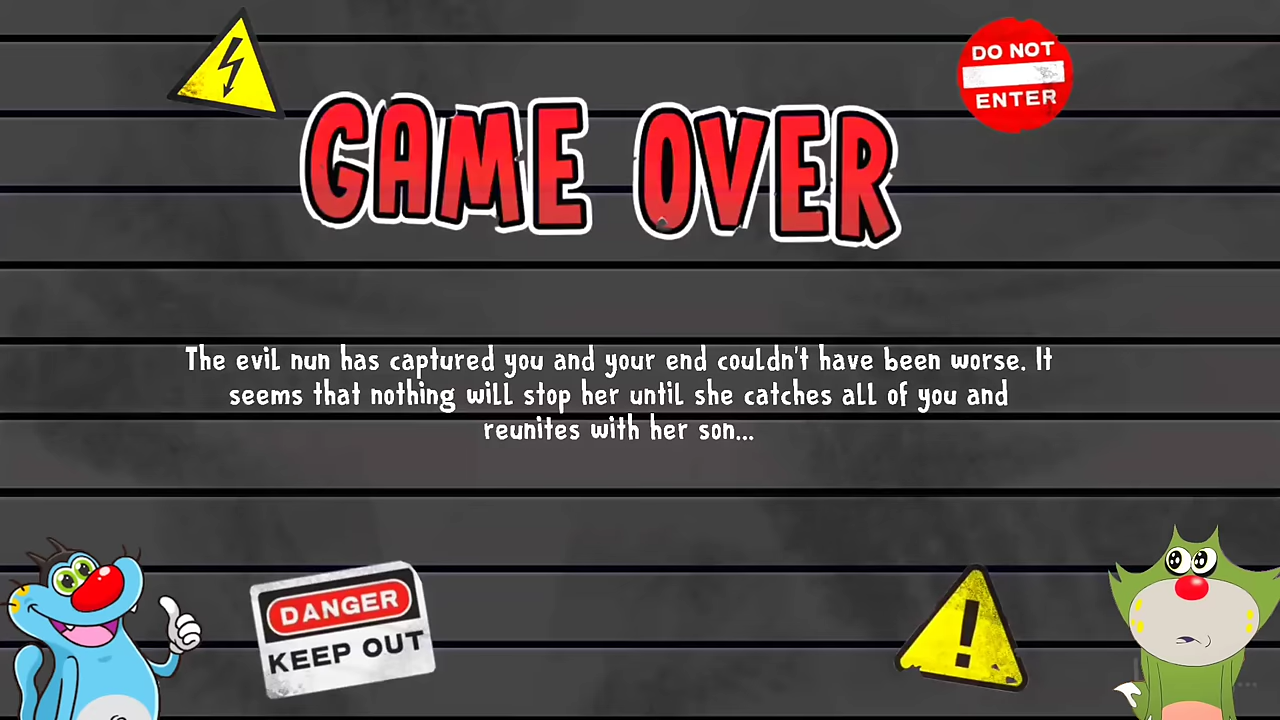 DO NOT
ENTER
GAME OVER
The evil nun has captured you and your end couldn't have been worse. It
seems that nothing will stop her until she catches all of you and
reunites with her son...
DANGER
KEEP OUT
!